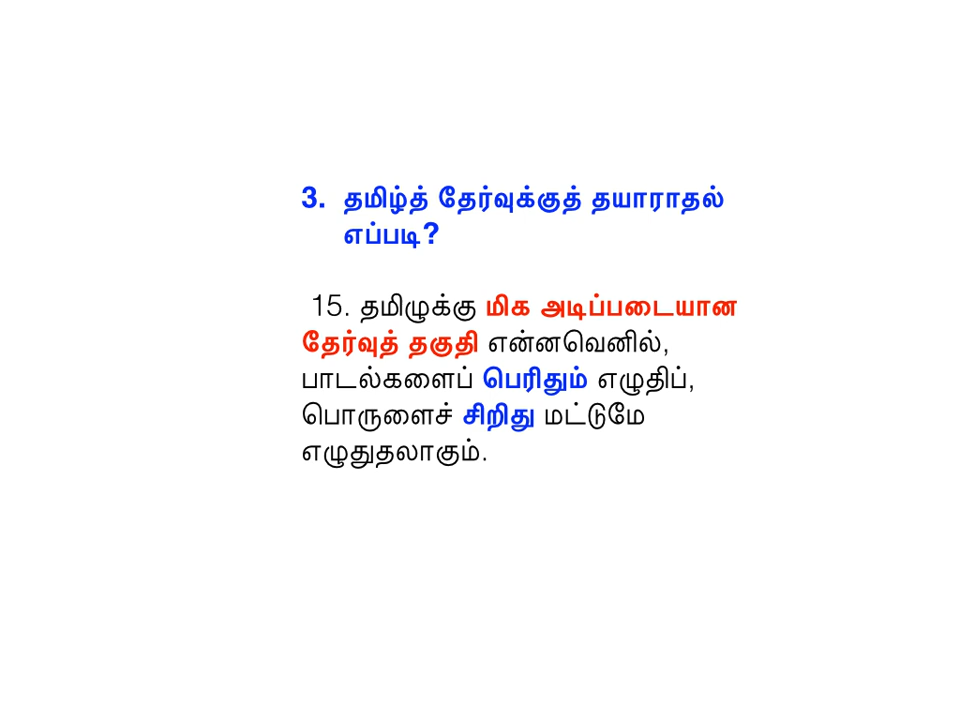 3. தமிழ்த் தேர்வுக்குத் தயாராதல்
எப்படி?
15. தமிழுக்கு மிக அடிப்படையான
தேர்வுத் தகுதி என்னவெனில்,
பாடல்களைப் பெரிதும் எழுதிப்,
பொருளைச் சிறிது மட்டுமே
எழுதுதலாகும்.